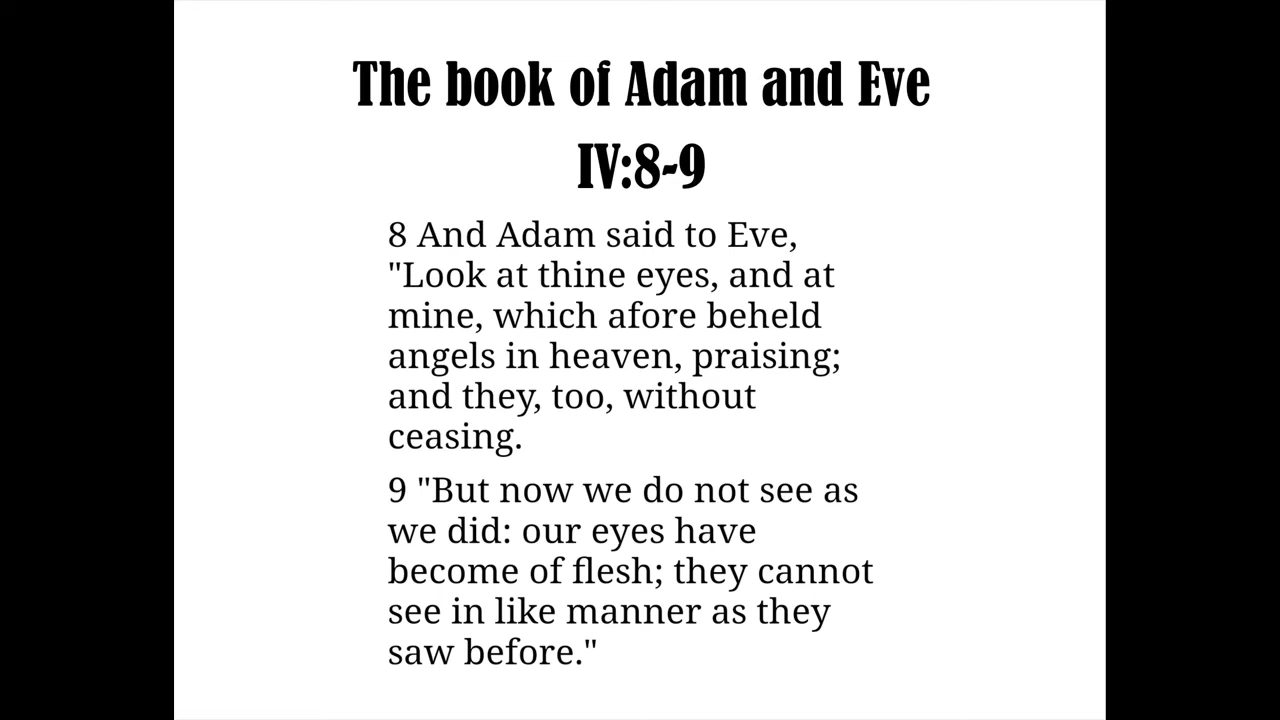 The book of Adam and Eve
IV:8-9
8 And Adam said to Eve,
"Look at thine eyes, and at
mine, which afore beheld
angels in heaven, praising;
and they, too, without
ceasing.
9 "But now we do not see as
we did: our eyes have
become of flesh; they cannot
see in like manner as they
saw before."